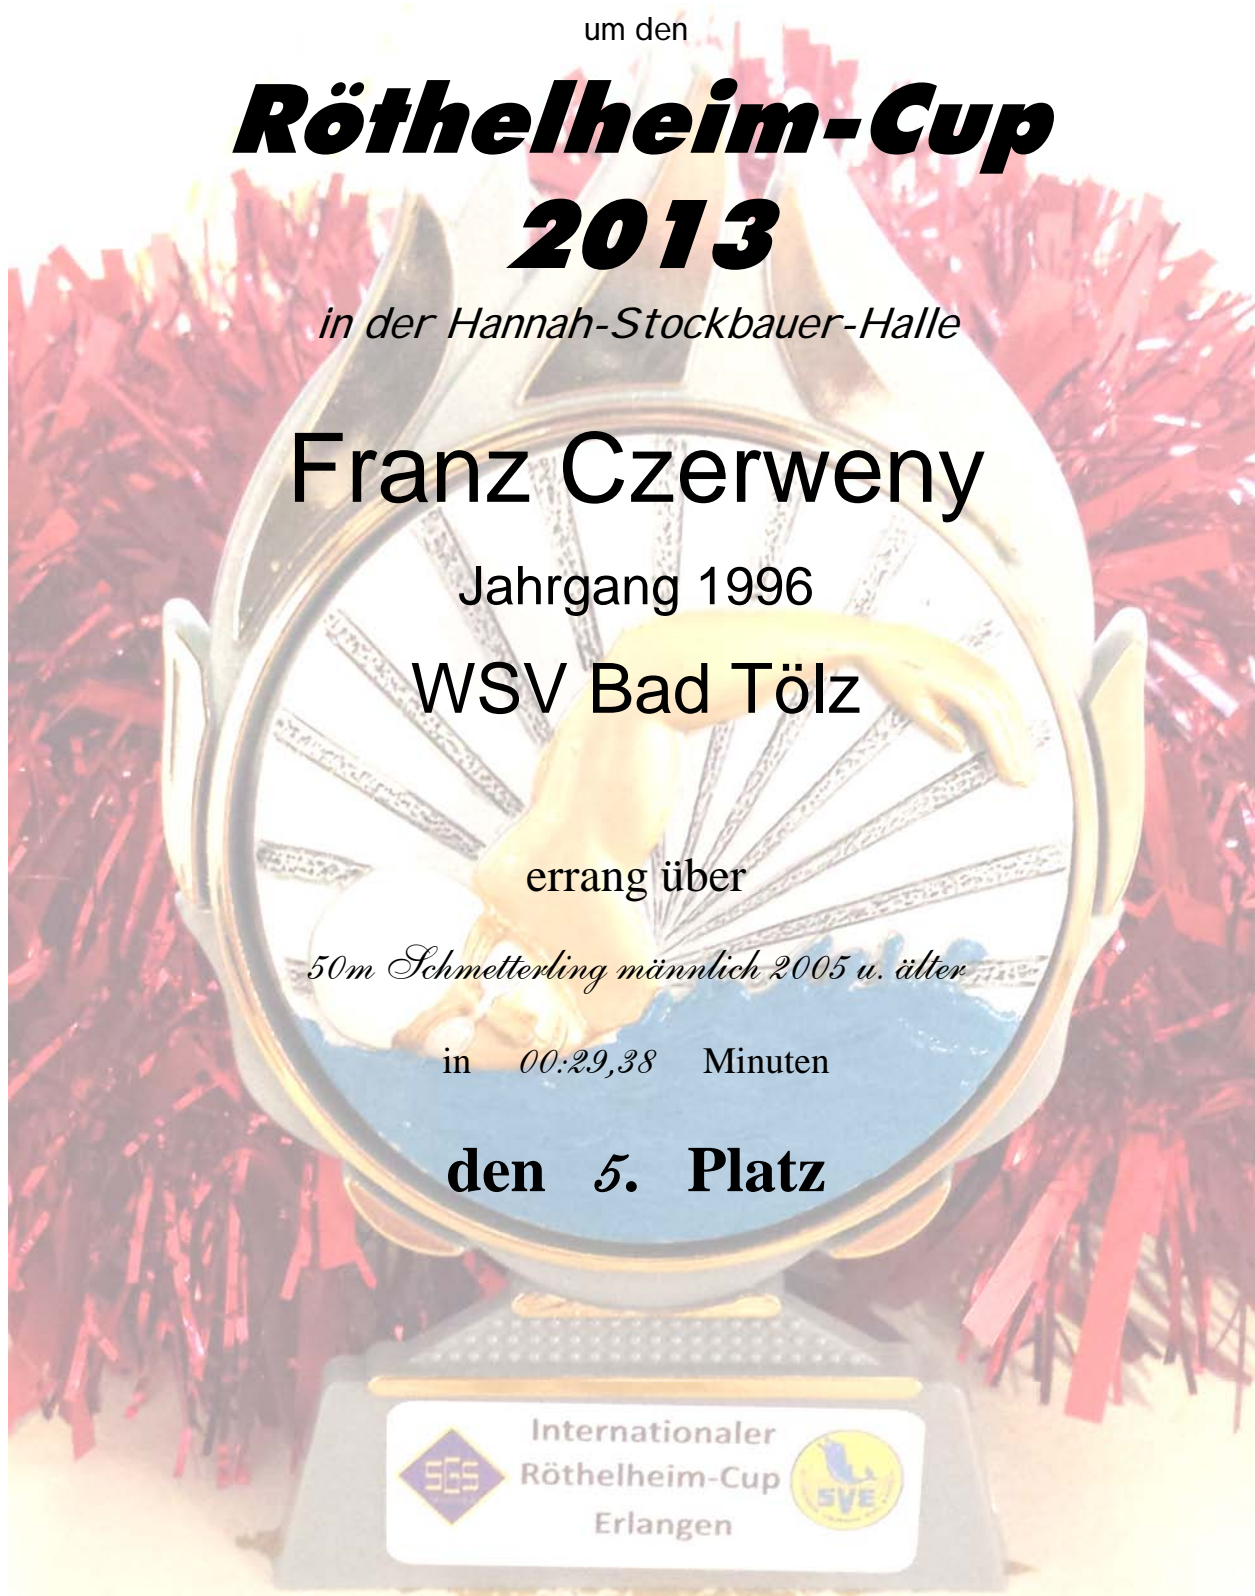 um den
Röthelheim-Cup
2013
in der Hannah-Stockbauer-Halle
Franz Czerweny
Jahrgang 1996
WSV Bad Tölz
errang über
50m Schmetterling männlich 2005 u. älter
in 00:29,38 Minuten
den 5. Platz
Internationaler
SGS Röthelheim-Cup SVE
Erlangen